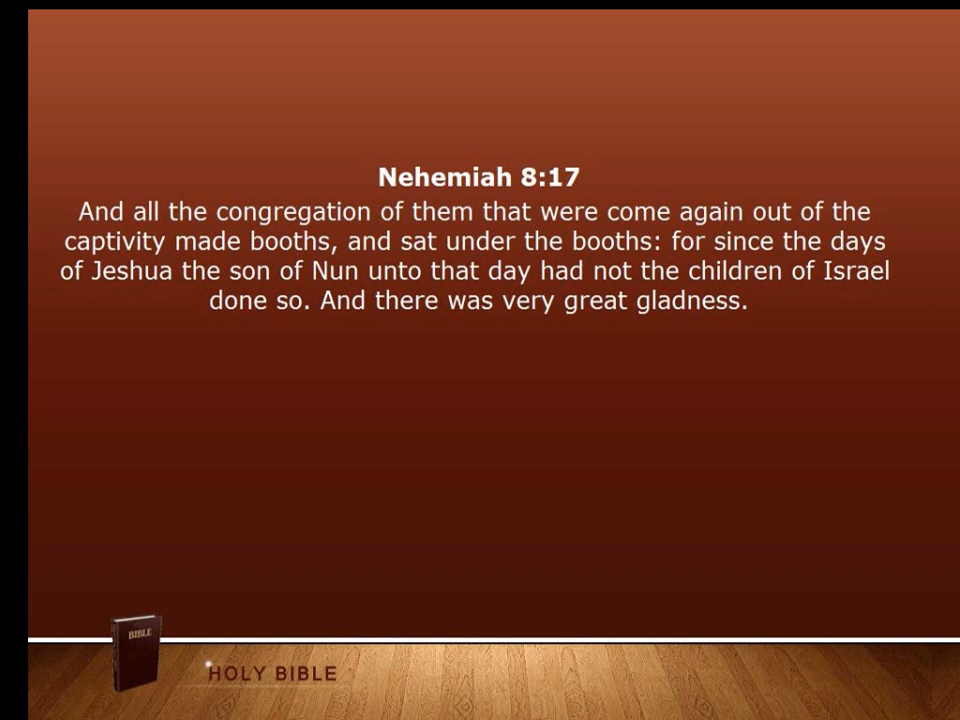 Nehemiah 8:17
And all the congregation of them that were come again out of the
captivity made booths, and sat under the booths: for since the days
of Jeshua the son of Nun unto that day had not the children of Israel
done so. And there was very great gladness.
BIBLE
HOLY BIBLE